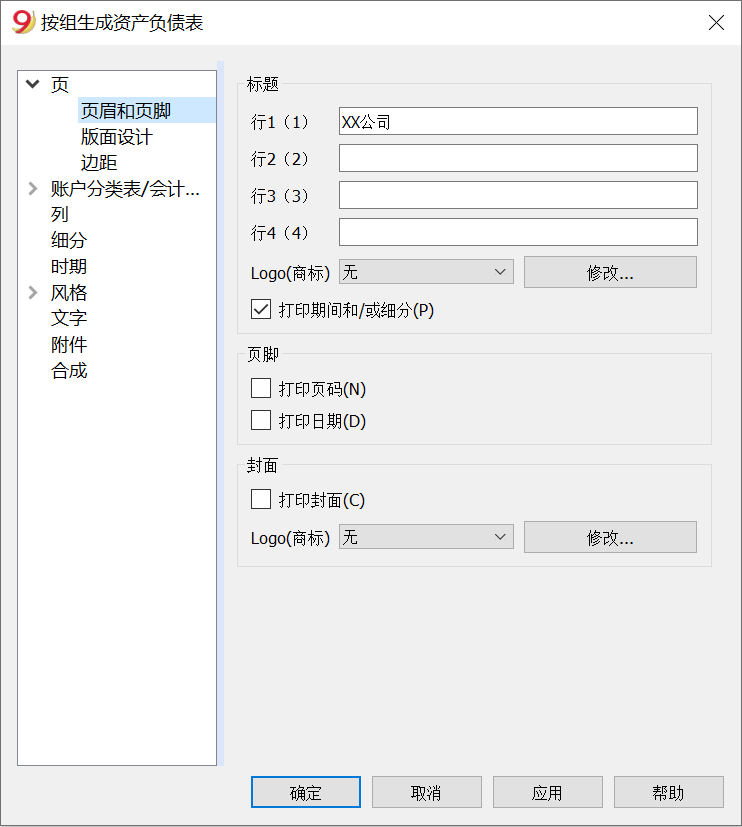 按组生成资产负债表
页
页眉和页脚
版面设计
边距
账户分类表/会计...
列
细分
时期
风格
文字
附件
合成
标题
行1（1） XX公司
行2（2）
行3（3）
行4（4）
Logo(商标) 无 修改...
打印期间和/或细分(P)
页脚
打印页码(N)
打印日期(D)
封面
打印封面(C)
Logo(商标) 无 修改...
确定 取消 应用 帮助